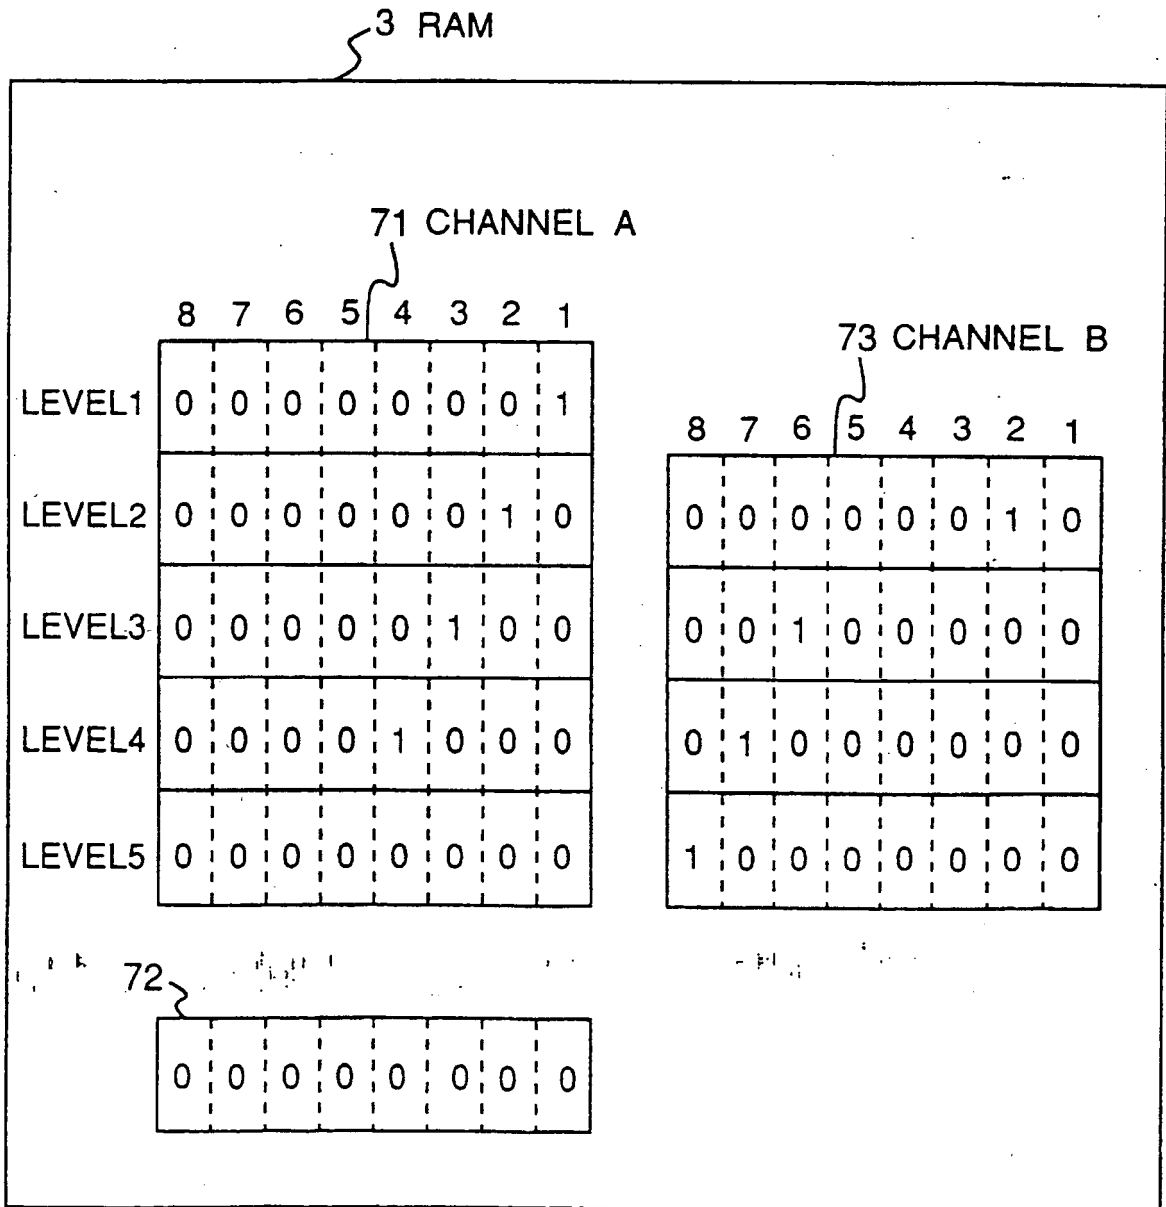 3 RAM
71 CHANNEL A
8 7 6 5 4 3 2 1
73 CHANNEL B
LEVEL1 0 0 0 0 0 0 0 1
8 7 6 5 4 3 2 1
LEVEL2 0 0 0 0 0 0 1 0 0 0 0 0 0 0 1 0
LEVEL3 0 0 0 0 0 1 0 0 0 0 1 0 0 0 0 0
LEVEL4 0 0 0 0 1 0 0 0 0 1 0 0 0 0 0 0
LEVEL5 0 0 0 0 0 0 0 0 1 0 0 0 0 0 0 0
72
0 0 0 0 0 0 0 0